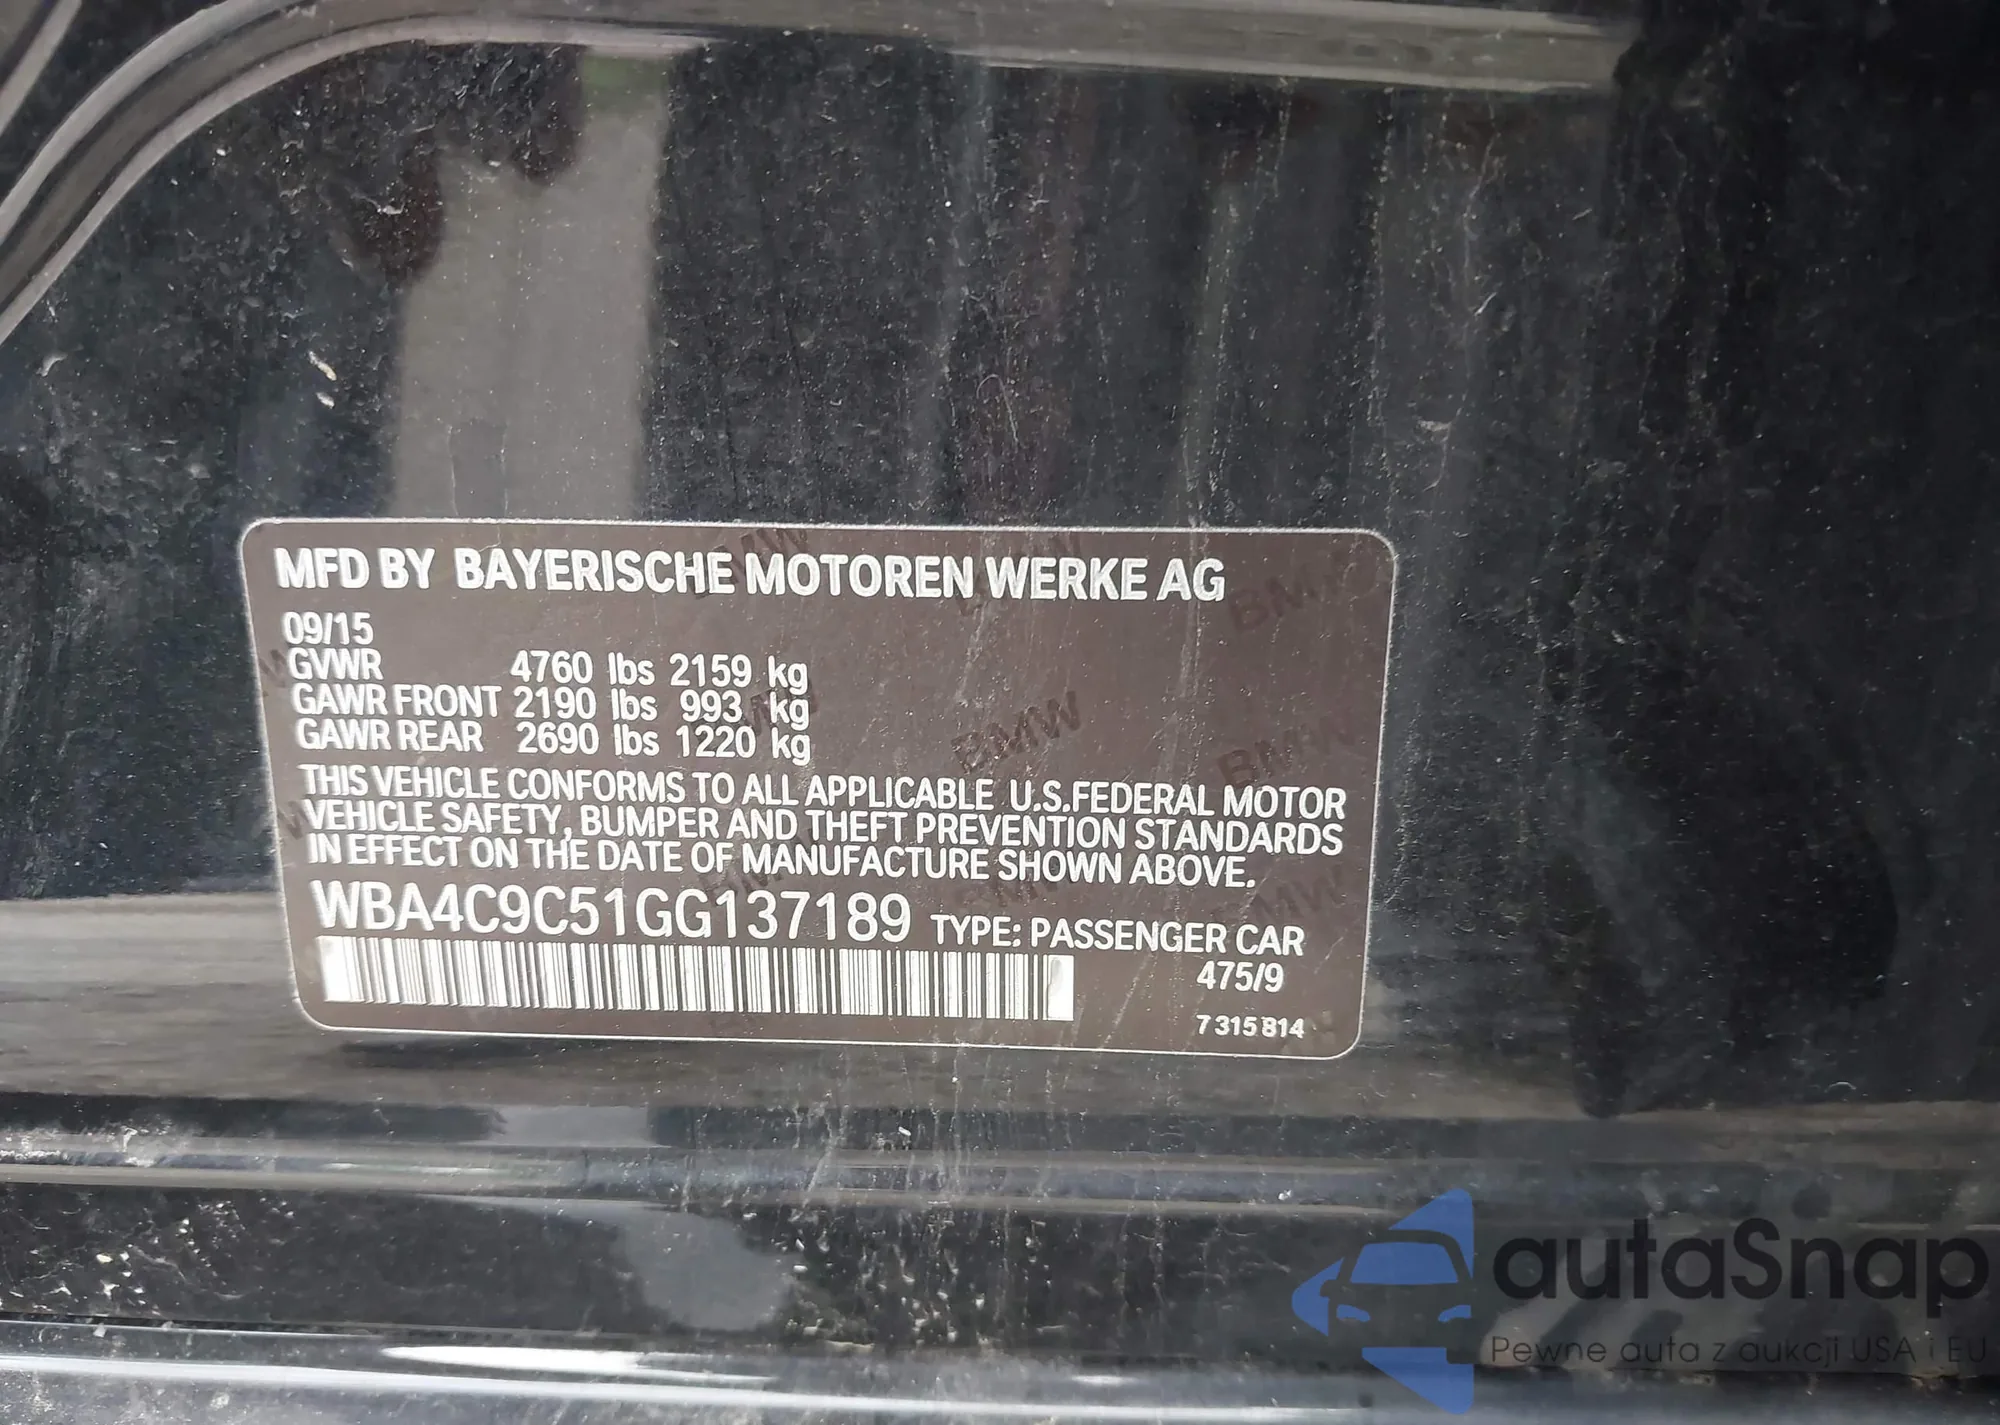 MFD BY BAYERISCHE MOTOREN WERKE AG
09/15
GVWR 4760 lbs 2159 kg
GAWR FRONT 2190 lbs 993 kg
GAWR REAR 2690 lbs 1220 kg
THIS VEHICLE CONFORMS TO ALL APPLICABLE U.S.FEDERAL MOTOR
VEHICLE SAFETY, BUMPER AND THEFT PREVENTION STANDARDS
IN EFFECT ON THE DATE OF MANUFACTURE SHOWN ABOVE.
WBA4C9C51GG137189 TYPE: PASSENGER CAR
475/9
7 315 814
autaSnap
Pewne auta z aukcji USA i EU